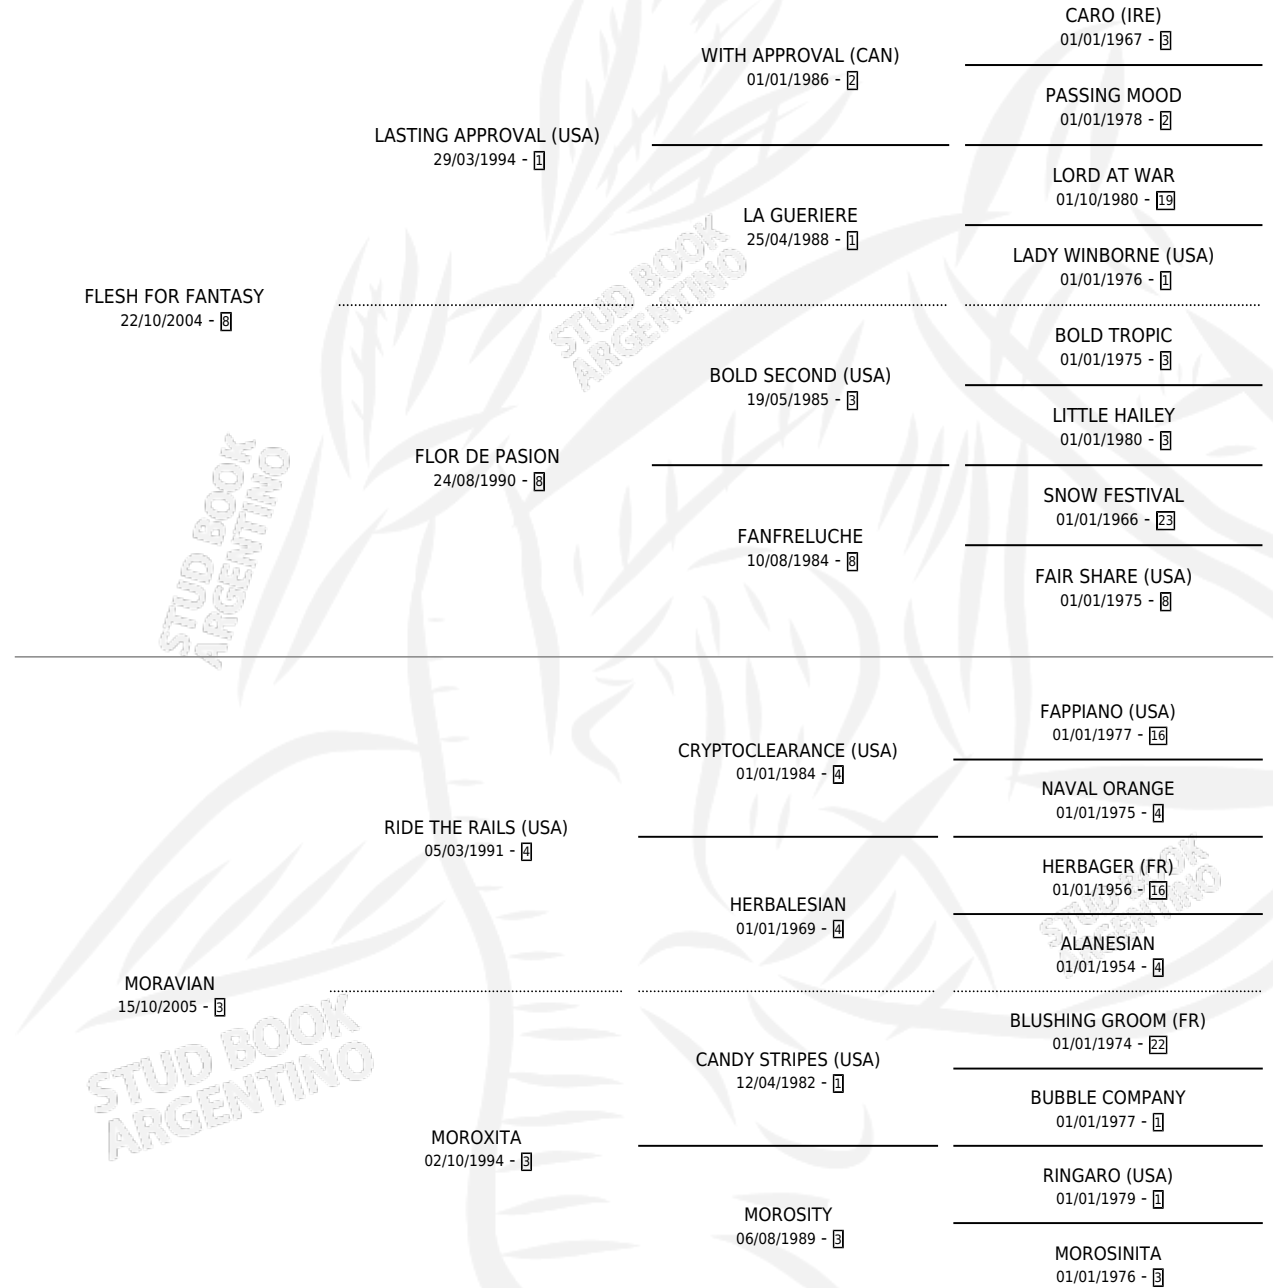 CARO (IRE)
01/01/1967 - 3
WITH APPROVAL (CAN)
01/01/1986 - 2
PASSING MOOD
01/01/1978 - 2
LASTING APPROVAL (USA)
29/03/1994 - 1
LORD AT WAR
01/10/1980 - 19
LA GUERIERE
25/04/1988 - 1
LADY WINBORNE (USA)
01/01/1976 - 1
FLESH FOR FANTASY
22/10/2004 - 8
BOLD TROPIC
01/01/1975 - 3
BOLD SECOND (USA)
19/05/1985 - 3
LITTLE HAILEY
01/01/1980 - 3
FLOR DE PASION
24/08/1990 - 8
SNOW FESTIVAL
01/01/1966 - 23
FANFRELUCHE
10/08/1984 - 8
FAIR SHARE (USA)
01/01/1975 - 8
STUD BOOK
ARGENTINO
STUD BOOK
ARGENTINO
FAPPIANO (USA)
01/01/1977 - 16
CRYPTOCLEARANCE (USA)
01/01/1984 - 4
NAVAL ORANGE
01/01/1975 - 4
RIDE THE RAILS (USA)
05/03/1991 - 4
HERBAGER (FR)
01/01/1956 - 16
HERBALESIAN
01/01/1969 - 4
ALANESIAN
01/01/1954 - 4
MORAVIAN
15/10/2005 - 3
BLUSHING GROOM (FR)
01/01/1974 - 22
CANDY STRIPES (USA)
12/04/1982 - 1
BUBBLE COMPANY
01/01/1977 - 1
MOROXITA
02/10/1994 - 3
RINGARO (USA)
01/01/1979 - 1
MOROSITY
06/08/1989 - 3
MOROSINITA
01/01/1976 - 3
STUD BOOK
ARGENTINO
STUD BOOK
ARGENTINO